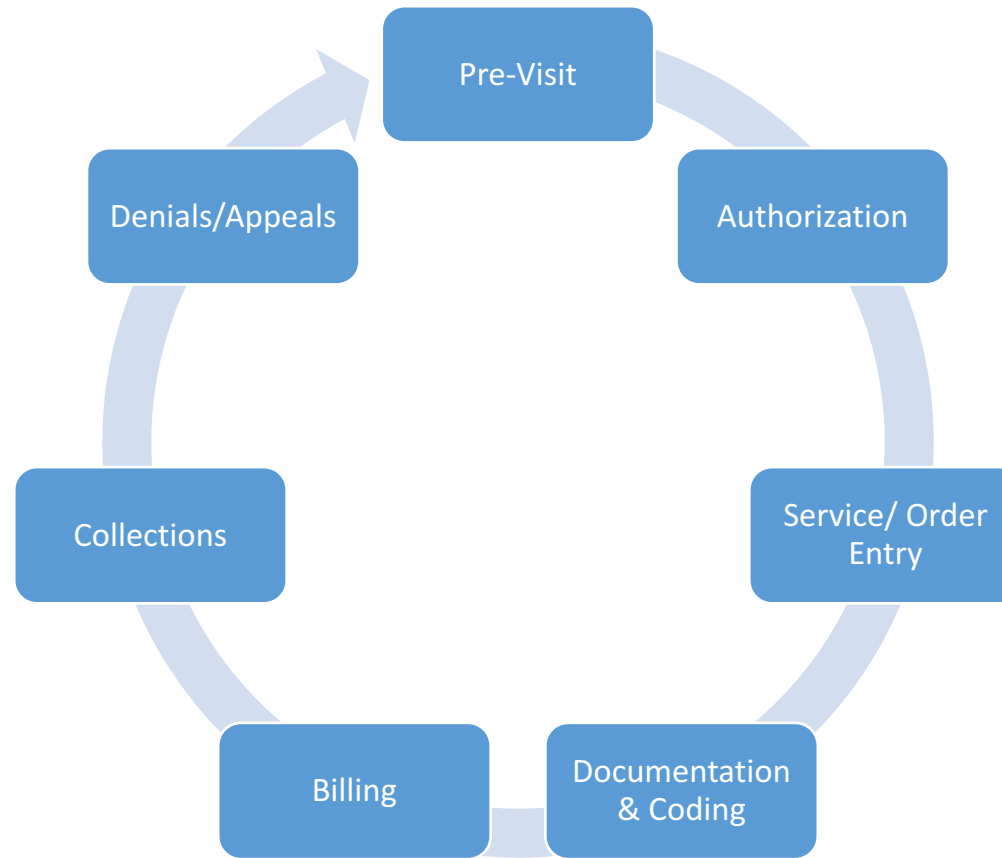 Pre-Visit
Authorization
Service/ Order
Entry
Documentation
& Coding
Billing
Collections
Denials/Appeals